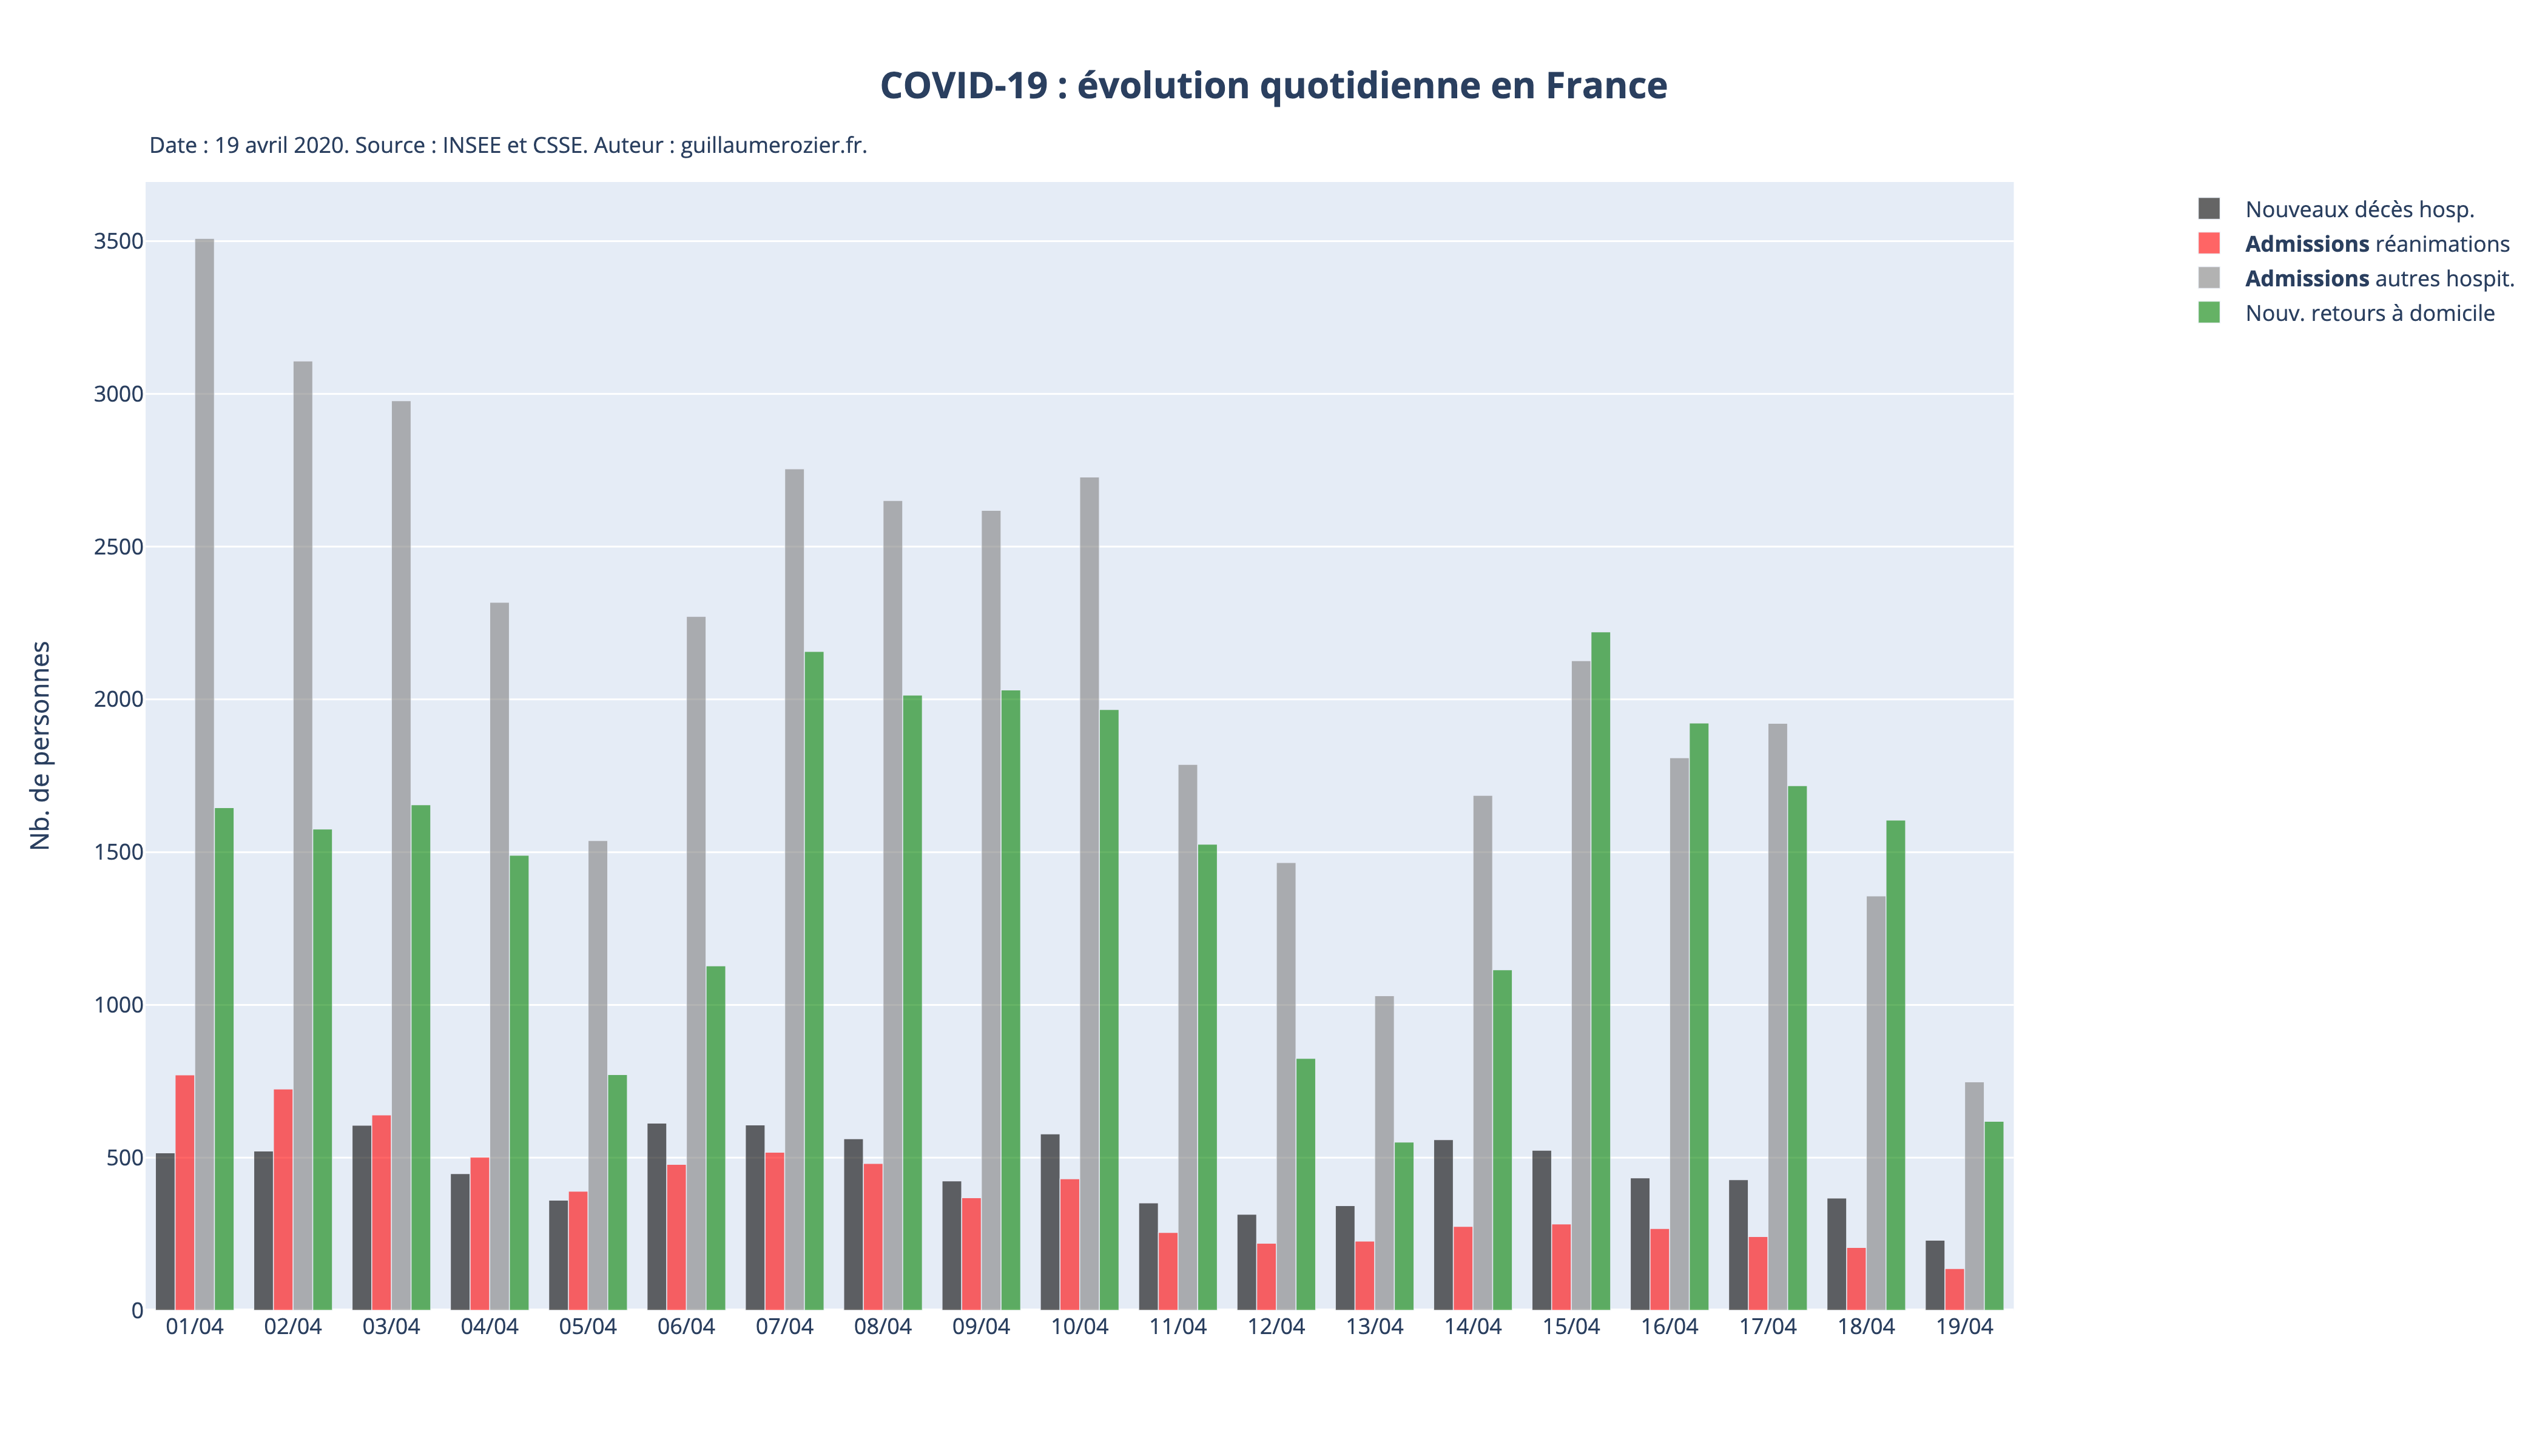 COVID-19 : évolution quotidienne en France
Date : 19 avril 2020. Source : INSEE et CSSE. Auteur : guillaumerozier.fr.
Nouveaux décès hosp.
Admissions réanimations
Admissions autres hospit.
Nouv. retours à domicile
Nb. de personnes
3500
3000
2500
2000
1500
1000
500
0
01/04 02/04 03/04 04/04 05/04 06/04 07/04 08/04 09/04 10/04 11/04 12/04 13/04 14/04 15/04 16/04 17/04 18/04 19/04